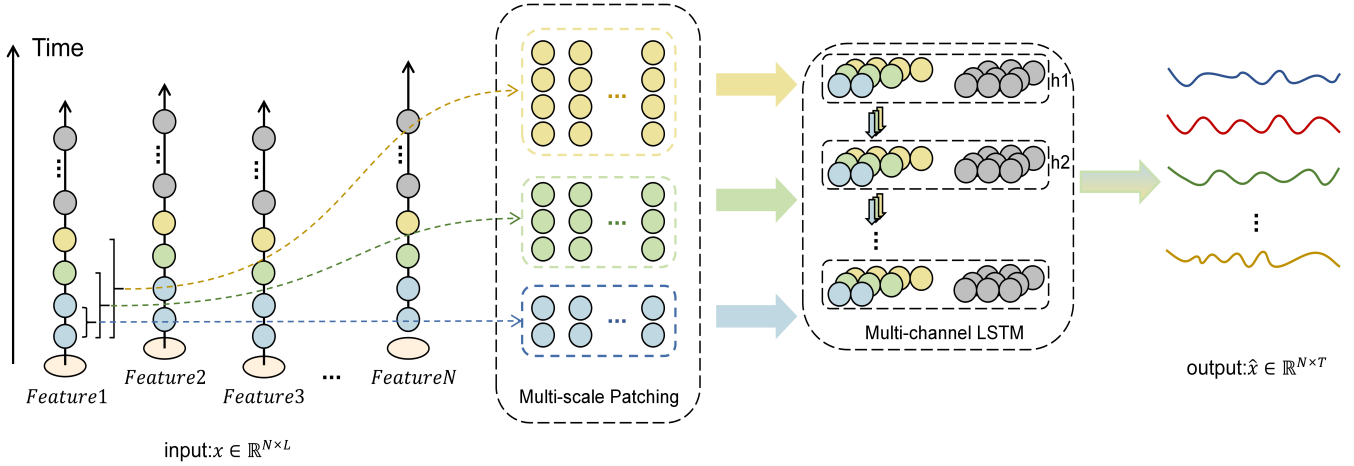 Time
Feature1
Feature2
Feature3
...
FeatureN
input:x ∈ ℝ^{N×L}
Multi-scale Patching
h1
h2
Multi-channel LSTM
output:x̂ ∈ ℝ^{N×T}